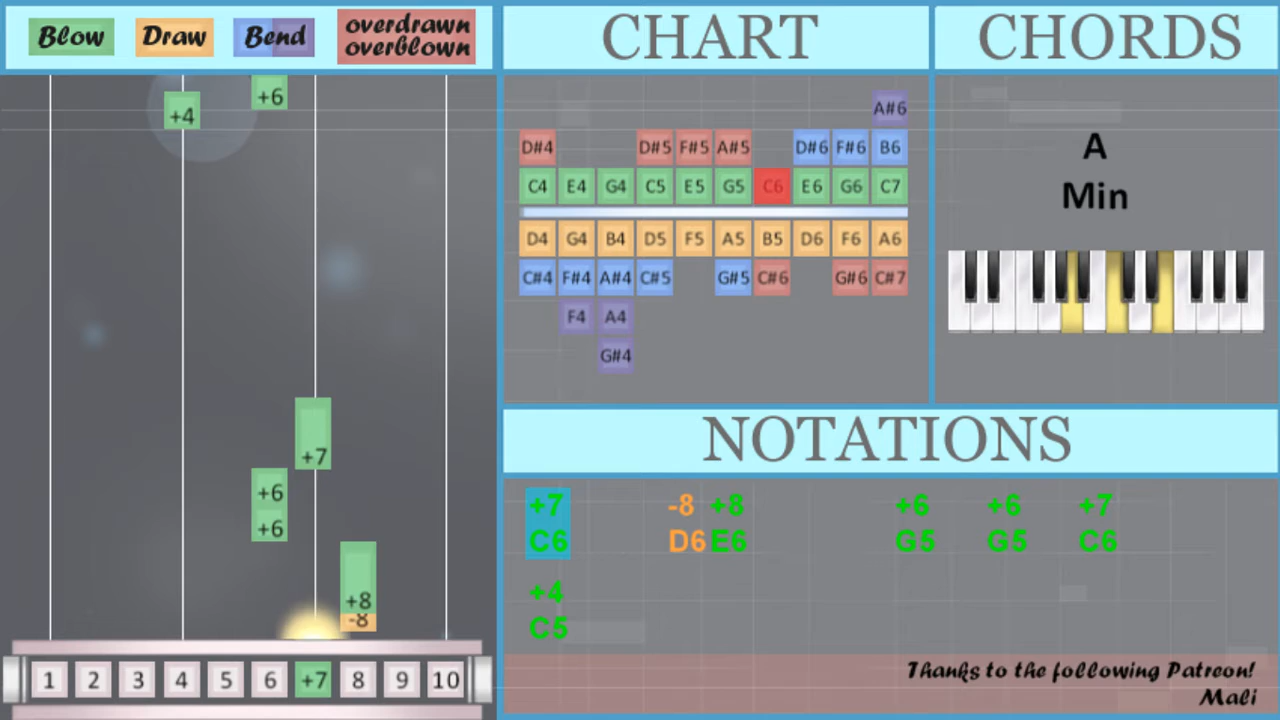 Blow Draw Bend overdrawn
overblown
CHART
CHORDS
+4 +6
+7
+6
+6
+8
-8
1 2 3 4 5 6 +7 8 9 10
A#6
D#4 D#5 F#5 A#5 D#6 F#6 B6
C4 E4 G4 C5 E5 G5 C6 E6 G6 C7
D4 G4 B4 D5 F5 A5 B5 D6 F6 A6
C#4 F#4 A#4 C#5 G#5 C#6 G#6 C#7
F4 A4
G#4
A
Min
NOTATIONS
+7 -8 +8 +6 +6 +7
C6 D6 E6 G5 G5 C6
+4
C5
Thanks to the following Patreon!
Mali